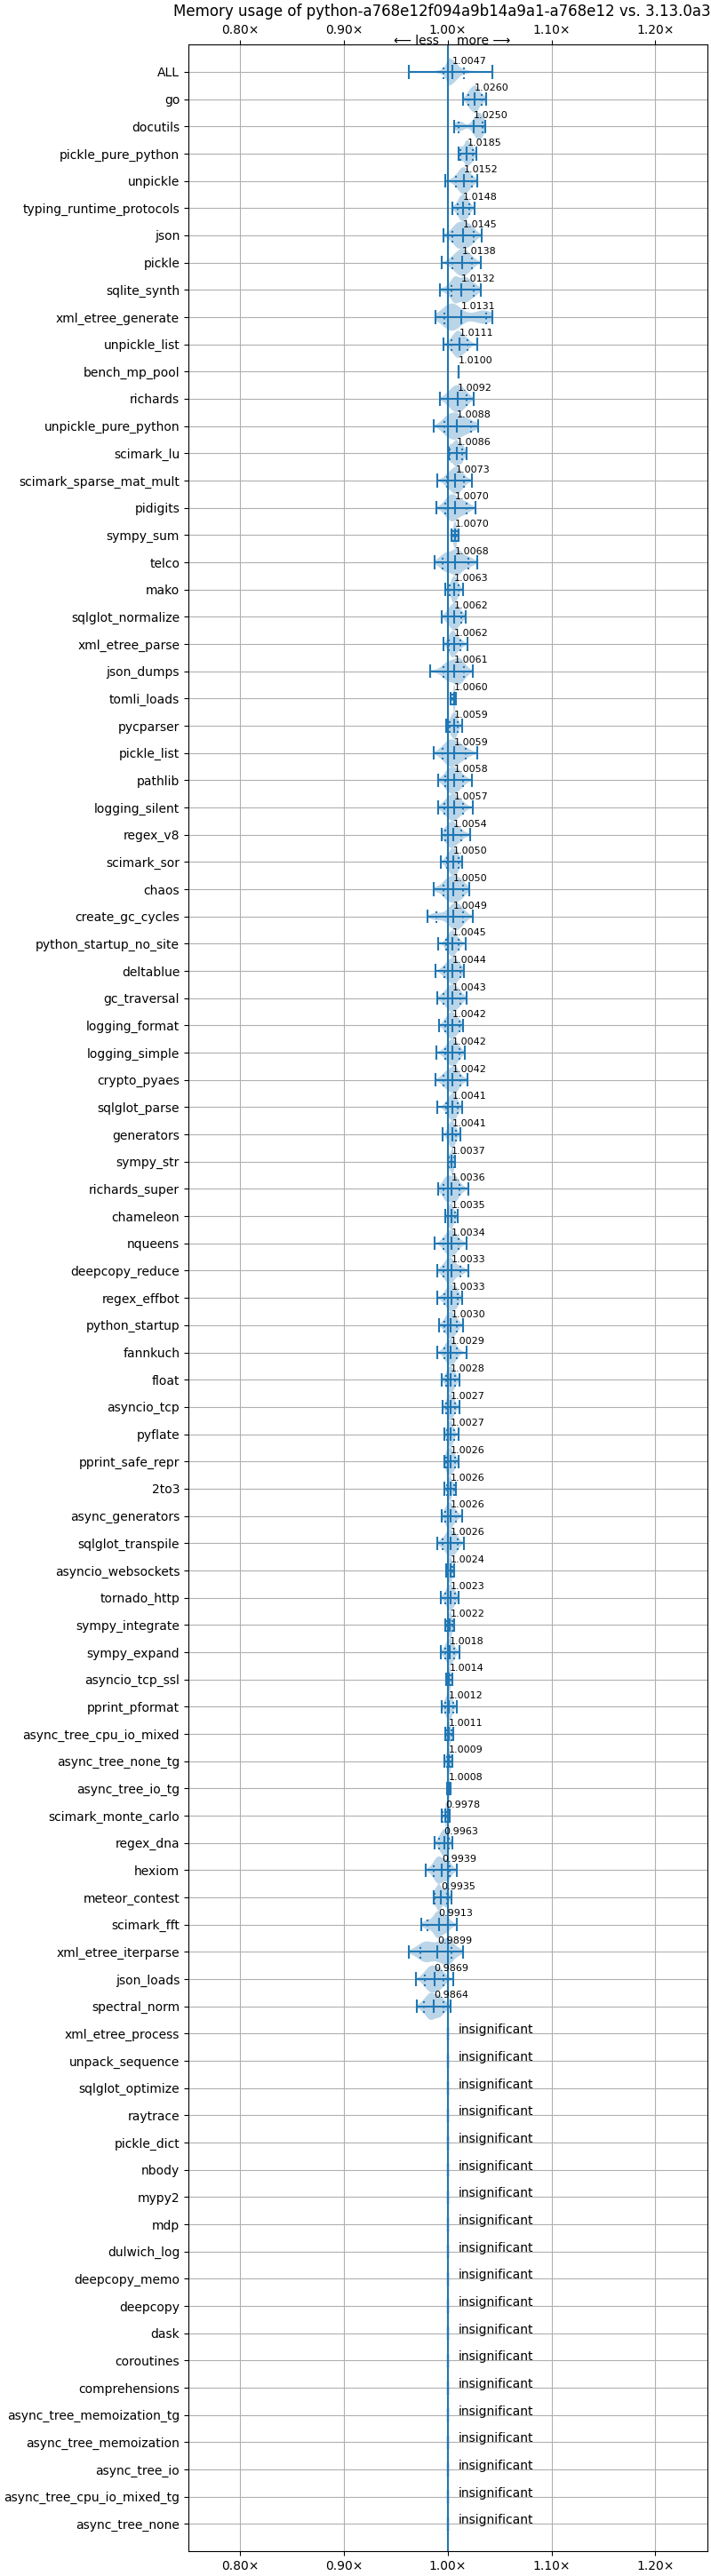 Memory usage of python-a768e12f094a9b14a9a1-a768e12 vs. 3.13.0a3
0.80× 0.90× 1.00× 1.10× 1.20×
⟵ less more ⟶
ALL 1.0047
go 1.0260
docutils 1.0250
pickle_pure_python 1.0185
unpickle 1.0152
typing_runtime_protocols 1.0148
json 1.0145
pickle 1.0138
sqlite_synth 1.0132
xml_etree_generate 1.0131
unpickle_list 1.0111
bench_mp_pool 1.0100
richards 1.0092
unpickle_pure_python 1.0088
scimark_lu 1.0086
scimark_sparse_mat_mult 1.0073
pidigits 1.0070
sympy_sum 1.0070
telco 1.0068
mako 1.0063
sqlglot_normalize 1.0062
xml_etree_parse 1.0062
json_dumps 1.0061
tomli_loads 1.0060
pycparser 1.0059
pickle_list 1.0059
pathlib 1.0058
logging_silent 1.0057
regex_v8 1.0054
scimark_sor 1.0050
chaos 1.0050
create_gc_cycles 1.0049
python_startup_no_site 1.0045
deltablue 1.0044
gc_traversal 1.0043
logging_format 1.0042
logging_simple 1.0042
crypto_pyaes 1.0042
sqlglot_parse 1.0041
generators 1.0041
sympy_str 1.0037
richards_super 1.0036
chameleon 1.0035
nqueens 1.0034
deepcopy_reduce 1.0033
regex_effbot 1.0033
python_startup 1.0030
fannkuch 1.0029
float 1.0028
asyncio_tcp 1.0027
pyflate 1.0027
pprint_safe_repr 1.0026
2to3 1.0026
async_generators 1.0026
sqlglot_transpile 1.0026
asyncio_websockets 1.0024
tornado_http 1.0023
sympy_integrate 1.0022
sympy_expand 1.0018
asyncio_tcp_ssl 1.0014
pprint_pformat 1.0012
async_tree_cpu_io_mixed 1.0011
async_tree_none_tg 1.0009
async_tree_io_tg 1.0008
scimark_monte_carlo 0.9978
regex_dna 0.9963
hexiom 0.9939
meteor_contest 0.9935
scimark_fft 0.9913
xml_etree_iterparse 0.9899
json_loads 0.9869
spectral_norm 0.9864
xml_etree_process insignificant
unpack_sequence insignificant
sqlglot_optimize insignificant
raytrace insignificant
pickle_dict insignificant
nbody insignificant
mypy2 insignificant
mdp insignificant
dulwich_log insignificant
deepcopy_memo insignificant
deepcopy insignificant
dask insignificant
coroutines insignificant
comprehensions insignificant
async_tree_memoization_tg insignificant
async_tree_memoization insignificant
async_tree_io insignificant
async_tree_cpu_io_mixed_tg insignificant
async_tree_none insignificant
0.80× 0.90× 1.00× 1.10× 1.20×